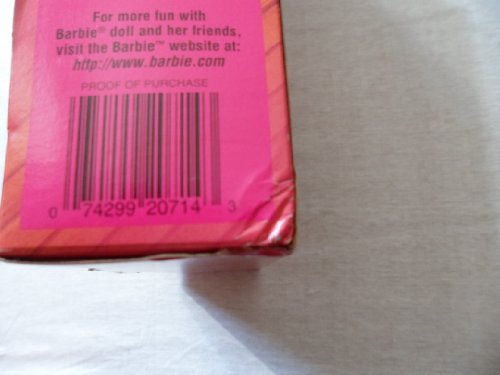 For more fun with
Barbie® doll and her friends,
visit the Barbie™ website at:
http://www.barbie.com
PROOF OF PURCHASE
0 74299 20714 3